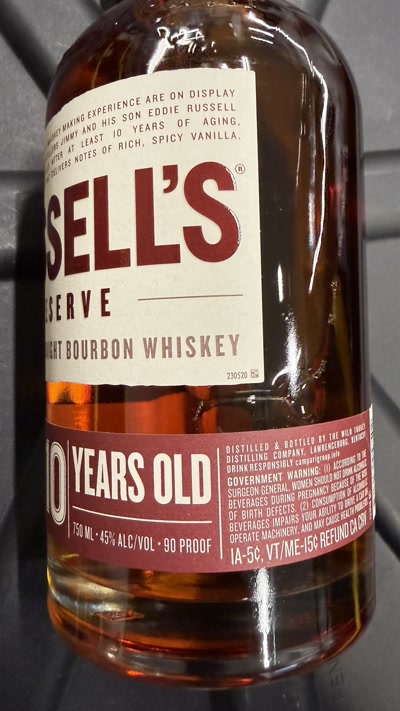 MAKING EXPERIENCE ARE ON DISPLAY
JIMMY AND HIS SON EDDIE RUSSELL
AFTER AT LEAST 10 YEARS OF AGING,
DELIVERS NOTES OF RICH, SPICY VANILLA.
SELL'S®
SERVE
GHT BOURBON WHISKEY
230520
10 YEARS OLD
750 ML • 45% ALC/VOL • 90 PROOF
DISTILLED & BOTTLED BY THE WILD TURKEY
DISTILLING COMPANY, LAWRENCEBURG, KENTUCKY
DRINK RESPONSIBLY camparigroup.info
GOVERNMENT WARNING: (1) ACCORDING TO THE
SURGEON GENERAL, WOMEN SHOULD NOT DRINK ALCOHOLIC
BEVERAGES DURING PREGNANCY BECAUSE OF THE RISK
OF BIRTH DEFECTS. (2) CONSUMPTION OF ALCOHOLIC
BEVERAGES IMPAIRS YOUR ABILITY TO DRIVE A CAR OR
OPERATE MACHINERY, AND MAY CAUSE HEALTH PROBLEMS.
IA-5¢, VT/ME-15¢ REFUND CA CRV